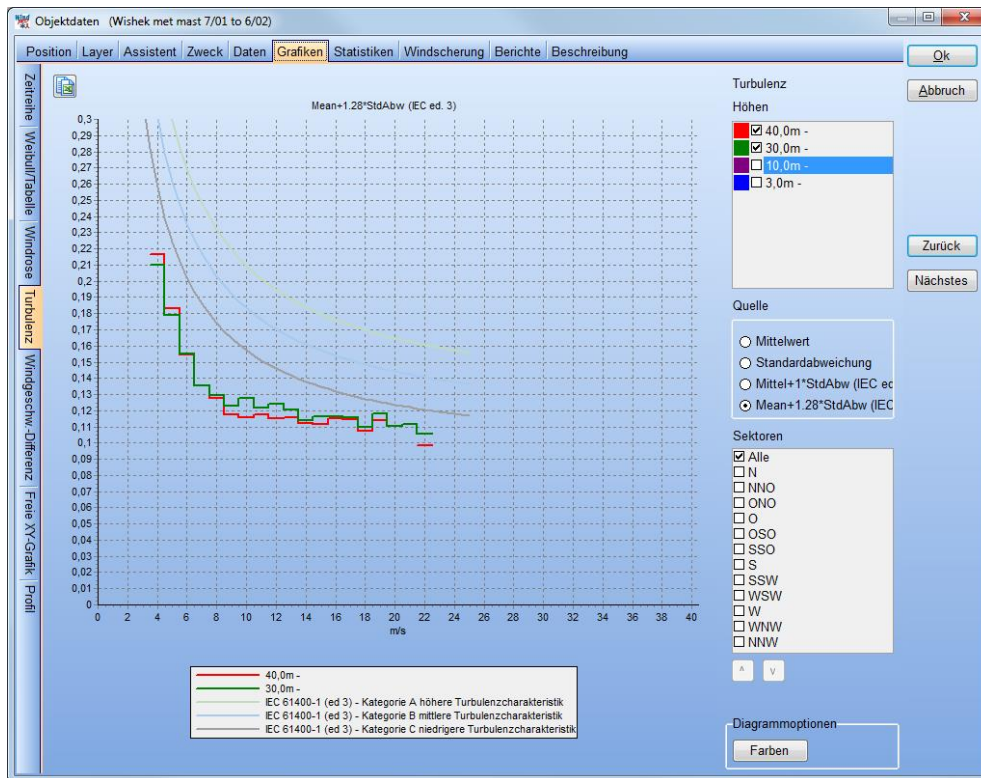 Objektdaten (Wishek met mast 7/01 to 6/02)
Position Layer Assistent Zweck Daten Grafiken Statistiken Windscherung Berichte Beschreibung
Ok
Abbruch
Zurück
Nächstes
Zeitreihe
Weibull/Tabelle
Windrose
Turbulenz
Windgeschw.-Differenz
Freie XY-Grafik
Profil
Mean+1.28*StdAbw (IEC ed. 3)
0,3
0,29
0,28
0,27
0,26
0,25
0,24
0,23
0,22
0,21
0,2
0,19
0,18
0,17
0,16
0,15
0,14
0,13
0,12
0,11
0,1
0,09
0,08
0,07
0,06
0,05
0,04
0,03
0,02
0,01
0
0 2 4 6 8 10 12 14 16 18 20 22 24 26 28 30 32 34 36 38 40
m/s
40,0m -
30,0m -
IEC 61400-1 (ed 3) - Kategorie A höhere Turbulenzcharakteristik
IEC 61400-1 (ed 3) - Kategorie B mittlere Turbulenzcharakteristik
IEC 61400-1 (ed 3) - Kategorie C niedrigere Turbulenzcharakteristik
Turbulenz
Höhen
40,0m -
30,0m -
10,0m -
3,0m -
Quelle
Mittelwert
Standardabweichung
Mittel+1*StdAbw (IEC ed
Mean+1.28*StdAbw (IEC
Sektoren
Alle
N
NNO
ONO
O
OSO
SSO
S
SSW
WSW
W
WNW
NNW
Diagrammoptionen
Farben